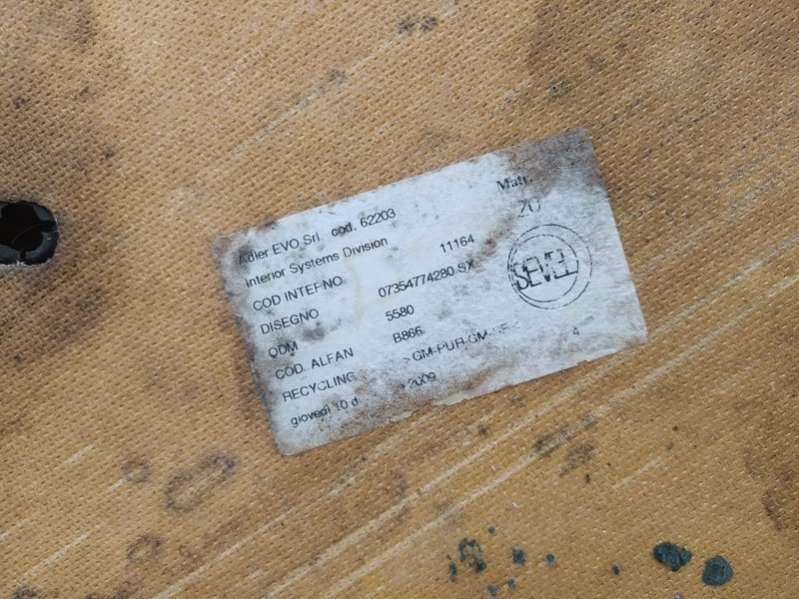 Adler EVO Srl cod. 62203
Matr.
Interior Systems Division
ZO
COD INTERNO 11164
DISEGNO 07354774280 SX
SEVEL
ODM 5580
COD. ALFAN B866
RECYCLING >GM-PUR-GM
giovedì 10 d 2009 4